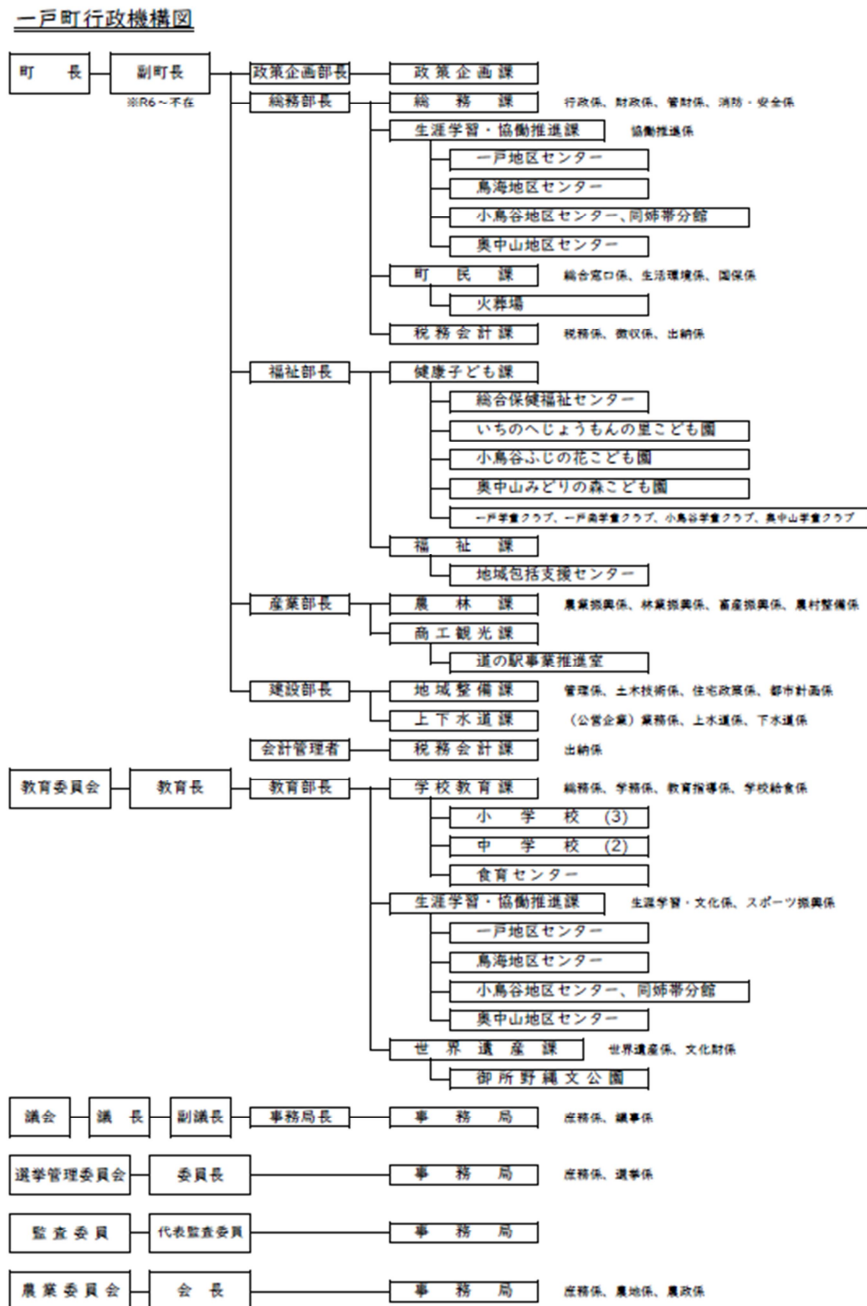 一戸町行政機構図
町　長　副町長　政策企画部長　政策企画課
※R6～不在　総務部長　総　務　課　行政係、財政係、管財係、消防・安全係
生涯学習・協働推進課　協働推進係
一戸地区センター
鳥海地区センター
小鳥谷地区センター、同姉帯分館
奥中山地区センター
町　民　課　総合窓口係、生活環境係、国保係
火葬場
税務会計課　税務係、徴収係、出納係
福祉部長　健康子ども課
総合保健福祉センター
いちのへじょうもんの里こども園
小鳥谷ふじの花こども園
奥中山みどりの森こども園
一戸学童クラブ、一戸南学童クラブ、小鳥谷学童クラブ、奥中山学童クラブ
福　祉　課
地域包括支援センター
産業部長　農　林　課　農業振興係、林業振興係、畜産振興係、農村整備係
商工観光課
道の駅事業推進室
建設部長　地域整備課　管理係、土木技術係、住宅政策係、都市計画係
上下水道課　（公営企業）業務係、上水道係、下水道係
会計管理者　税務会計課　出納係
教育委員会　教育長　教育部長　学校教育課　総務係、学務係、教育指導係、学校給食係
小　学　校　(3)
中　学　校　(2)
食育センター
生涯学習・協働推進課　生涯学習・文化係、スポーツ振興係
一戸地区センター
鳥海地区センター
小鳥谷地区センター、同姉帯分館
奥中山地区センター
世　界　遺　産　課　世界遺産係、文化財係
御所野縄文公園
議会　議　長　副議長　事務局長　事　務　局　庶務係、議事係
選挙管理委員会　委員長　事　務　局　庶務係、選挙係
監 査 委 員　代表監査委員　事　務　局
農業委員会　会　長　事　務　局　庶務係、農地係、農政係